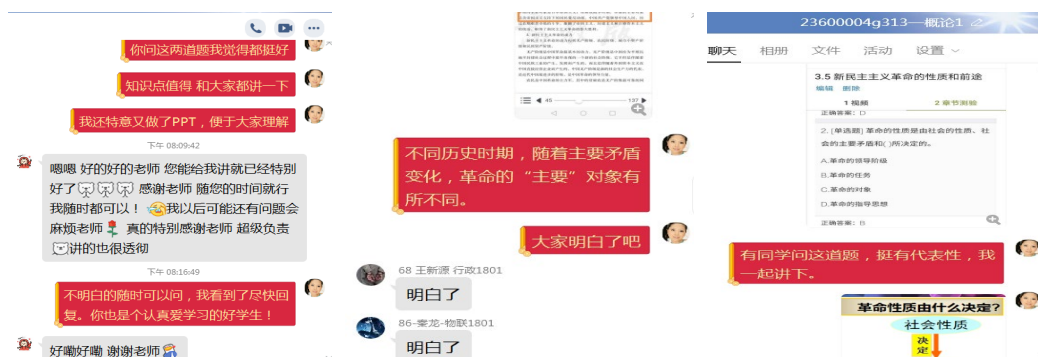 你问这两道题我觉得都挺好
知识点值得 和大家都讲一下
我还特意又做了PPT，便于大家理解
下午 08:09:42
嗯嗯 好的好的老师 您能给我讲就已经特别
好了 感谢老师 随您的时间就行
我随时都可以！ 我以后可能还有问题会
麻烦老师 真的特别感谢老师 超级负责
讲的也很透彻
下午 08:16:49
不明白的随时可以问，我看到了尽快回
复。你也是个认真爱学习的好学生！
好嘞好嘞 谢谢老师
45
137
不同历史时期，随着主要矛盾
变化，革命的“主要”对象有
所不同。
大家明白了吧
68 王新源 行政1801
明白了
86-秦龙-物联1801
明白了
23600004g313—概论1
聊天 相册 文件 活动 设置
3.5 新民主主义革命的性质和前途
编辑 删除
1 视频 2 章节测验
正确答案：D
2. [单选题] 革命的性质是由社会的性质、社
会的主要矛盾和( )所决定的。
A.革命的领导阶级
B.革命的任务
C.革命的对象
D.革命的指导思想
正确答案：B
有同学问这道题，挺有代表性，我
一起讲下。
革命性质由什么决定?
社会性质
决
定